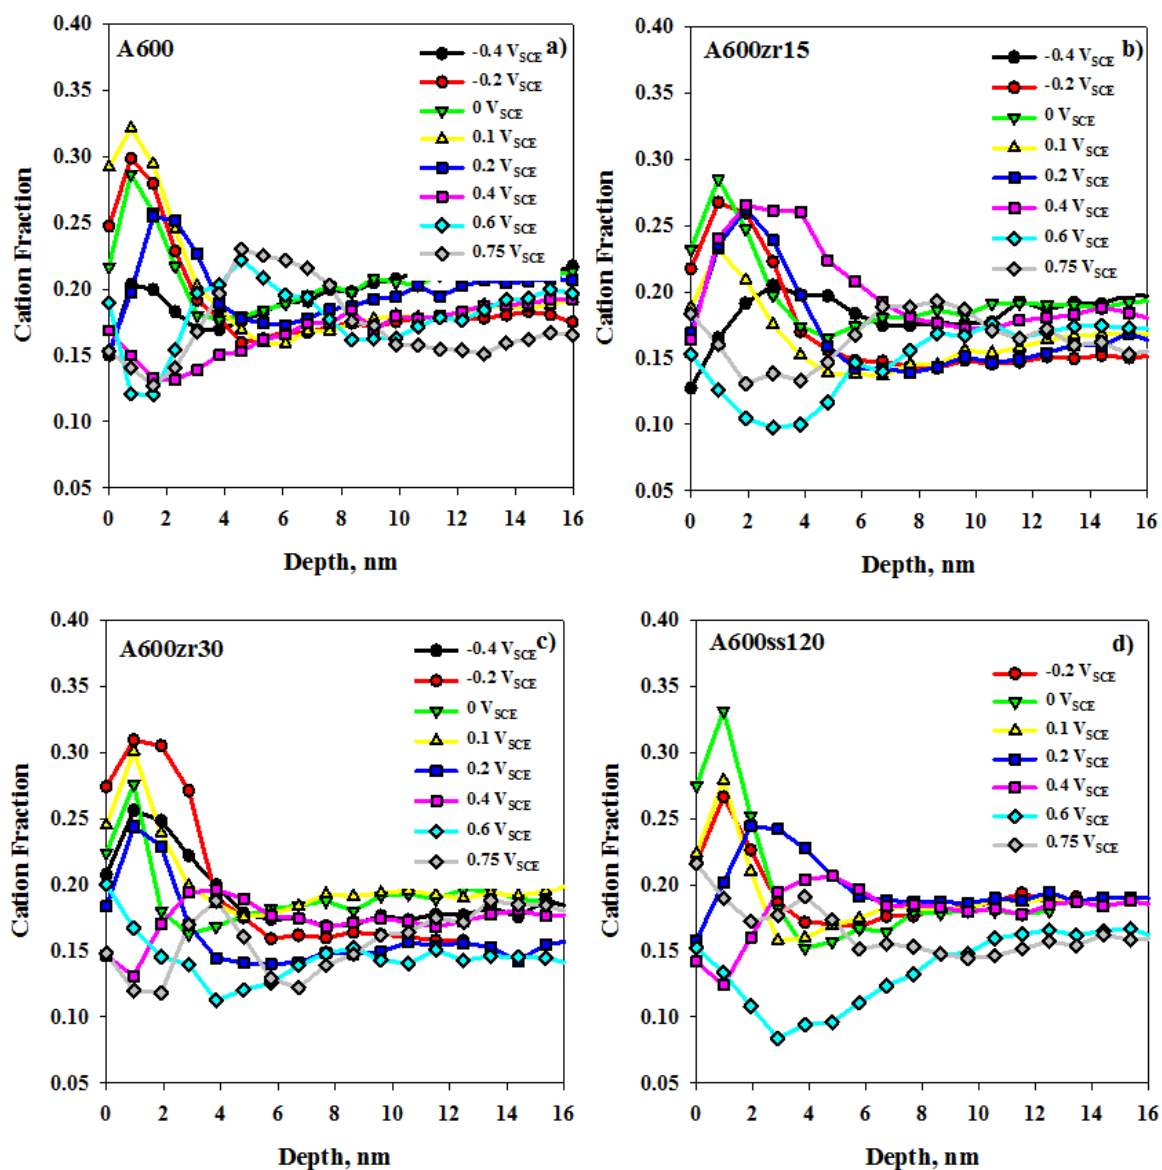 A600
a)
-0.4 VSCE
-0.2 VSCE
0 VSCE
0.1 VSCE
0.2 VSCE
0.4 VSCE
0.6 VSCE
0.75 VSCE
0.40
0.35
0.30
0.25
0.20
0.15
0.10
0.05
Cation Fraction
0 2 4 6 8 10 12 14 16
Depth, nm
A600zr15
b)
-0.4 VSCE
-0.2 VSCE
0 VSCE
0.1 VSCE
0.2 VSCE
0.4 VSCE
0.6 VSCE
0.75 VSCE
0.40
0.35
0.30
0.25
0.20
0.15
0.10
0.05
Cation Fraction
0 2 4 6 8 10 12 14 16
Depth, nm
A600zr30
c)
-0.4 VSCE
-0.2 VSCE
0 VSCE
0.1 VSCE
0.2 VSCE
0.4 VSCE
0.6 VSCE
0.75 VSCE
0.40
0.35
0.30
0.25
0.20
0.15
0.10
0.05
Cation Fraction
0 2 4 6 8 10 12 14 16
Depth, nm
A600ss120
d)
-0.2 VSCE
0 VSCE
0.1 VSCE
0.2 VSCE
0.4 VSCE
0.6 VSCE
0.75 VSCE
0.40
0.35
0.30
0.25
0.20
0.15
0.10
0.05
Cation Fraction
0 2 4 6 8 10 12 14 16
Depth, nm